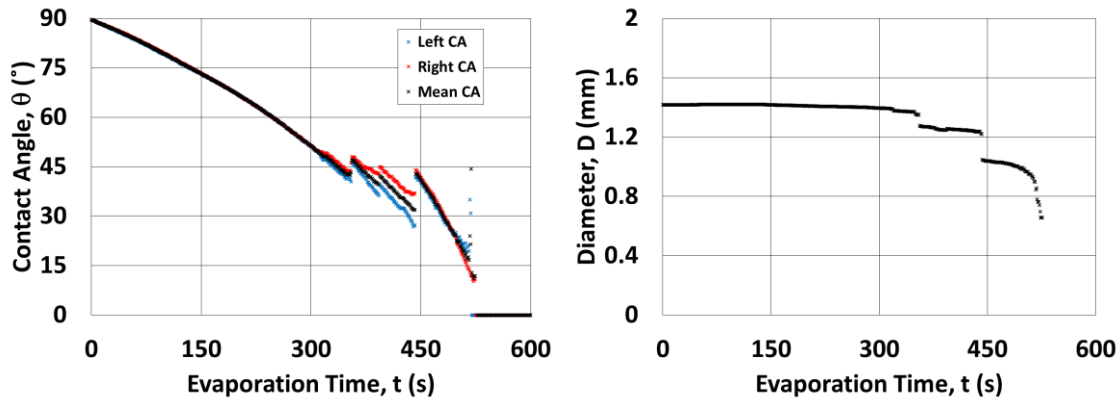 90
75
60
45
30
15
0
Contact Angle, θ (°)
× Left CA
× Right CA
× Mean CA
0 150 300 450 600
Evaporation Time, t (s)
2
1.6
1.2
0.8
0.4
0
Diameter, D (mm)
0 150 300 450 600
Evaporation Time, t (s)